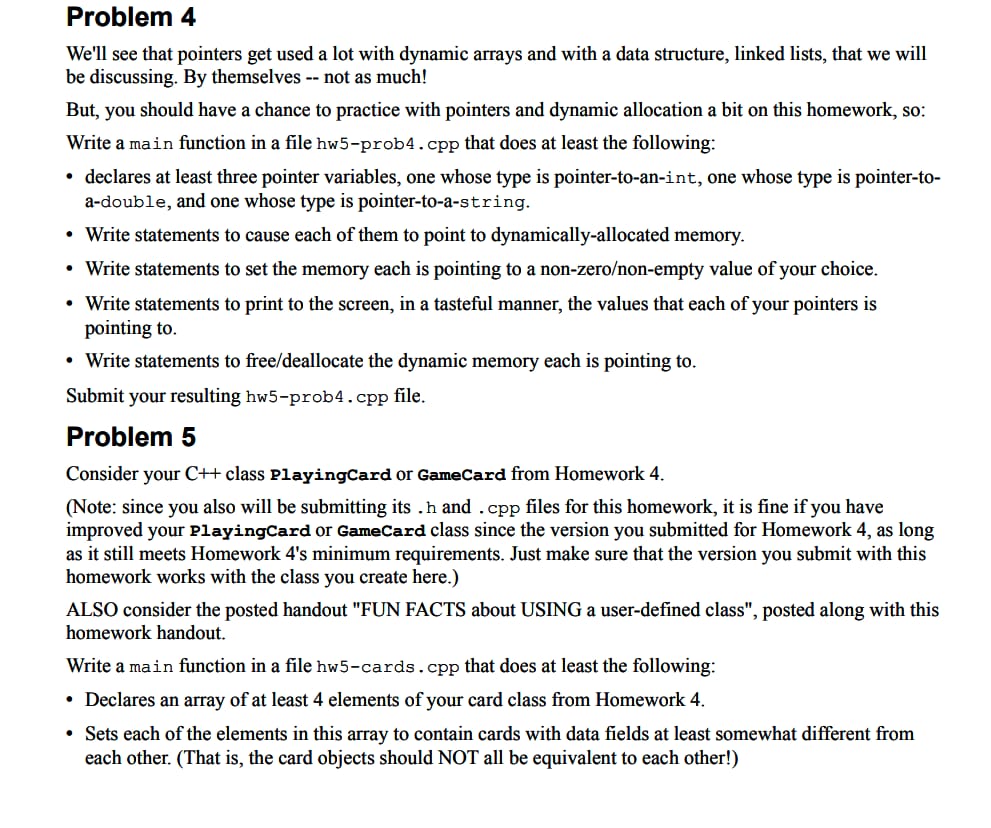 Problem 4
We'll see that pointers get used a lot with dynamic arrays and with a data structure, linked lists, that we will
be discussing. By themselves -- not as much!
But, you should have a chance to practice with pointers and dynamic allocation a bit on this homework, so:
Write a main function in a file hw5-prob4.cpp that does at least the following:
• declares at least three pointer variables, one whose type is pointer-to-an-int, one whose type is pointer-to-
a-double, and one whose type is pointer-to-a-string.
• Write statements to cause each of them to point to dynamically-allocated memory.
• Write statements to set the memory each is pointing to a non-zero/non-empty value of your choice.
• Write statements to print to the screen, in a tasteful manner, the values that each of your pointers is
pointing to.
• Write statements to free/deallocate the dynamic memory each is pointing to.
Submit your resulting hw5-prob4.cpp file.
Problem 5
Consider your C++ class PlayingCard or GameCard from Homework 4.
(Note: since you also will be submitting its .h and .cpp files for this homework, it is fine if you have
improved your PlayingCard or GameCard class since the version you submitted for Homework 4, as long
as it still meets Homework 4's minimum requirements. Just make sure that the version you submit with this
homework works with the class you create here.)
ALSO consider the posted handout "FUN FACTS about USING a user-defined class", posted along with this
homework handout.
Write a main function in a file hw5-cards.cpp that does at least the following:
• Declares an array of at least 4 elements of your card class from Homework 4.
• Sets each of the elements in this array to contain cards with data fields at least somewhat different from
each other. (That is, the card objects should NOT all be equivalent to each other!)